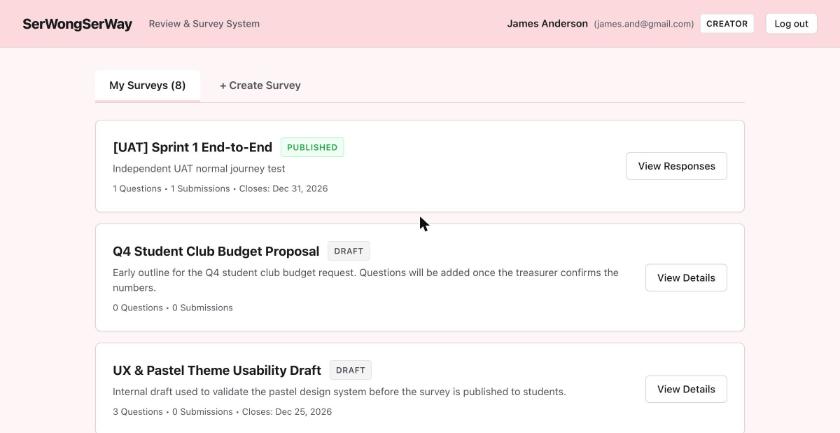 SerWongSerWay Review & Survey System James Anderson (james.and@gmail.com) CREATOR Log out
My Surveys (8) + Create Survey
[UAT] Sprint 1 End-to-End PUBLISHED
Independent UAT normal journey test
1 Questions • 1 Submissions • Closes: Dec 31, 2026
View Responses
Q4 Student Club Budget Proposal DRAFT
Early outline for the Q4 student club budget request. Questions will be added once the treasurer confirms the
numbers.
0 Questions • 0 Submissions
View Details
UX & Pastel Theme Usability Draft DRAFT
Internal draft used to validate the pastel design system before the survey is published to students.
3 Questions • 0 Submissions • Closes: Dec 25, 2026
View Details